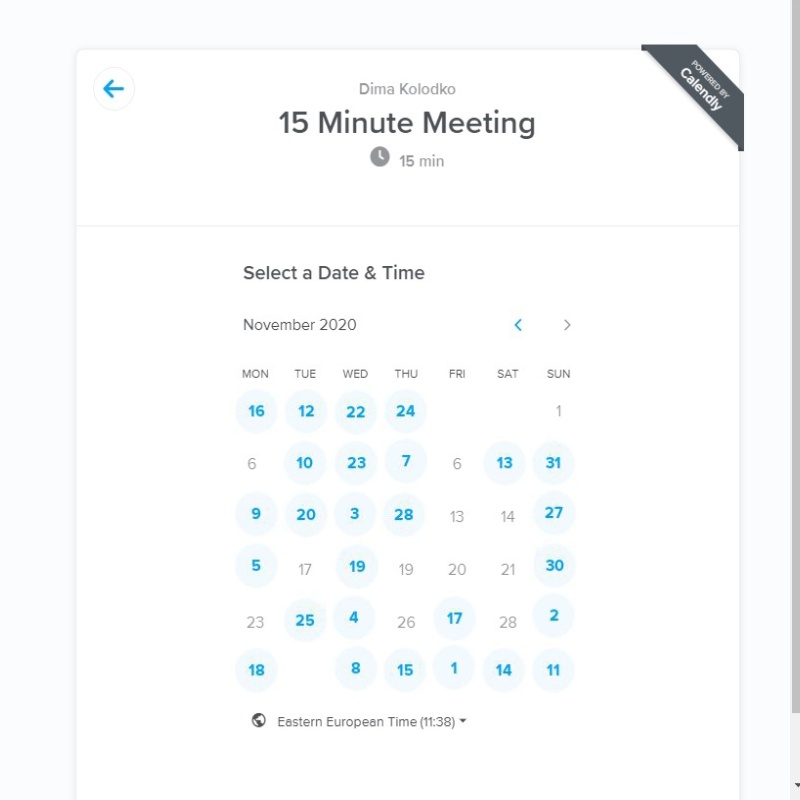 POWERED BY
Calendly
Dima Kolodko
15 Minute Meeting
15 min
Select a Date & Time
November 2020
MON TUE WED THU FRI SAT SUN
16 12 22 24 1
6 10 23 7 6 13 31
9 20 3 28 13 14 27
5 17 19 19 20 21 30
23 25 4 26 17 28 2
18 8 15 1 14 11
Eastern European Time (11:38)